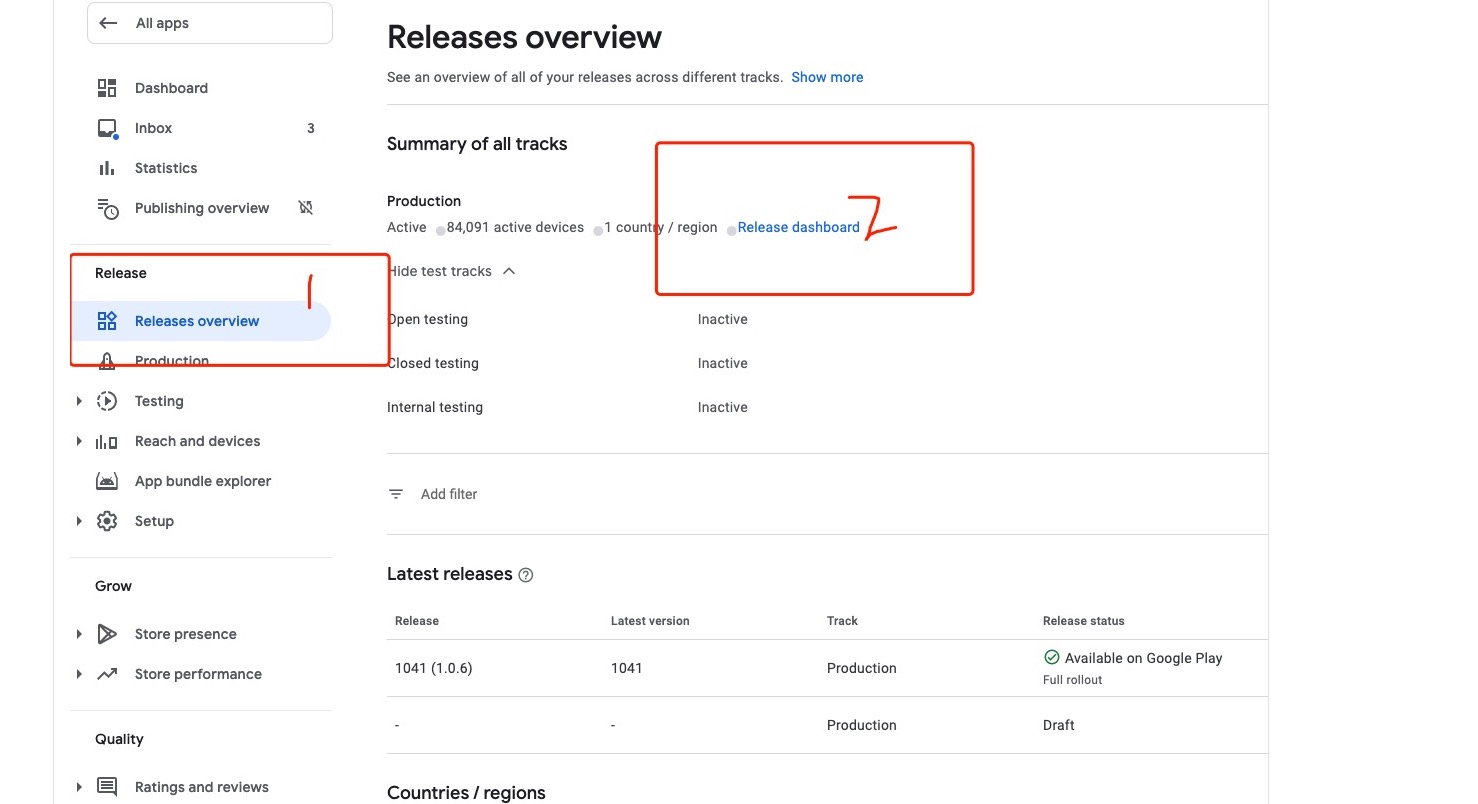 All apps
Dashboard
Inbox 3
Statistics
Publishing overview
Release
1
Releases overview
Production
Testing
Reach and devices
App bundle explorer
Setup
Grow
Store presence
Store performance
Quality
Ratings and reviews
Releases overview
See an overview of all of your releases across different tracks. Show more
Summary of all tracks
Production
Active 84,091 active devices 1 country / region Release dashboard 2
Hide test tracks
Open testing Inactive
Closed testing Inactive
Internal testing Inactive
Add filter
Latest releases
Release Latest version Track Release status
1041 (1.0.6) 1041 Production Available on Google Play
Full rollout
- - Production Draft
Countries / regions